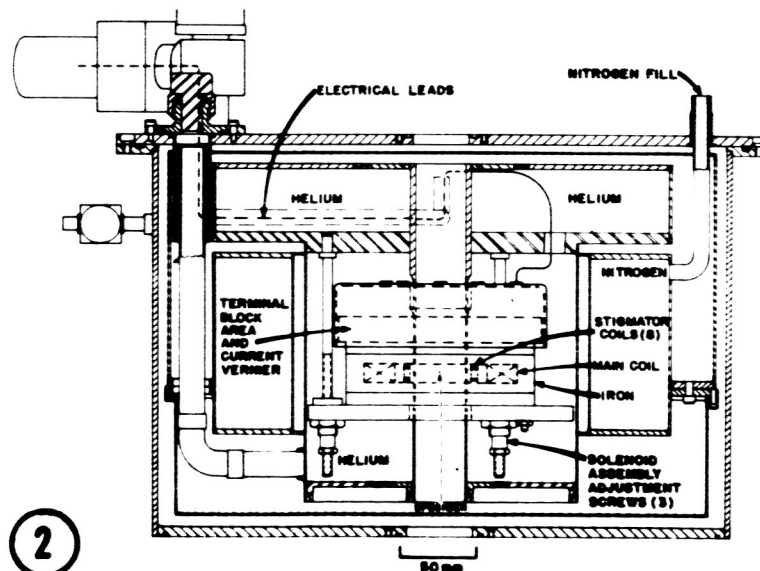 NITROGEN FILL
ELECTRICAL LEADS
HELIUM
HELIUM
NITROGEN
TERMINAL
BLOCK
AREA
AND
CURRENT
VERNIER
STIGMATOR
COILS (8)
MAIN COIL
IRON
HELIUM
SOLENOID
ASSEMBLY
ADJUSTMENT
SCREWS (3)
50 mm
2